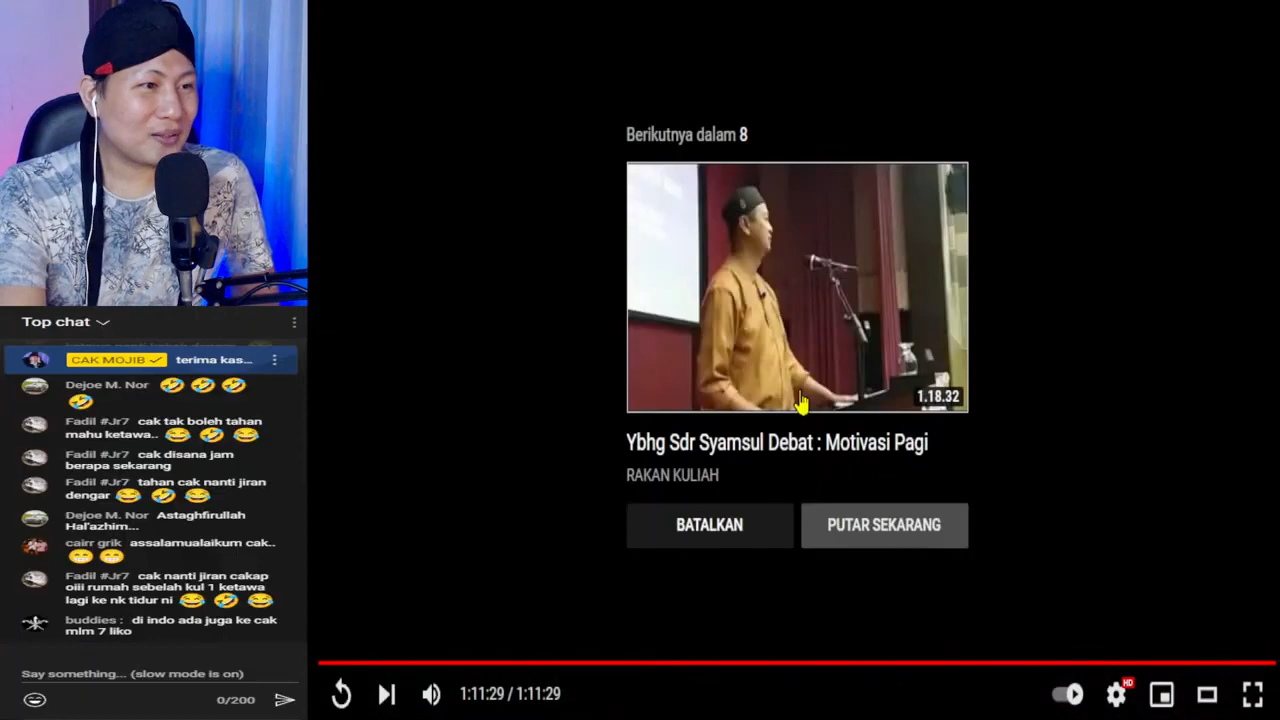 Berikutnya dalam 8
1.18.32
Ybhg Sdr Syamsul Debat : Motivasi Pagi
RAKAN KULIAH
BATALKAN
PUTAR SEKARANG
Top chat
CAK MOJIB terima kas...
Dejoe M. Nor 🤣 🤣 🤣
🤣
Fadil #Jr7 cak tak boleh tahan
mahu ketawa.. 😂 🤣 😂
Fadil #Jr7 cak disana jam
berapa sekarang
Fadil #Jr7 tahan cak nanti jiran
dengar 😂 🤣 😂
Dejoe M. Nor Astaghfirullah
Hal'azhim...
cairr grik assalamualaikum cak..
😁 😁
Fadil #Jr7 cak nanti jiran cakap
oiii rumah sebelah kul 1 ketawa
lagi ke nk tidur ni 😂 🤣 😂
buddies : di indo ada juga ke cak
mlm 7 liko
Say something... (slow mode is on)
0/200
1:11:29 / 1:11:29
HD